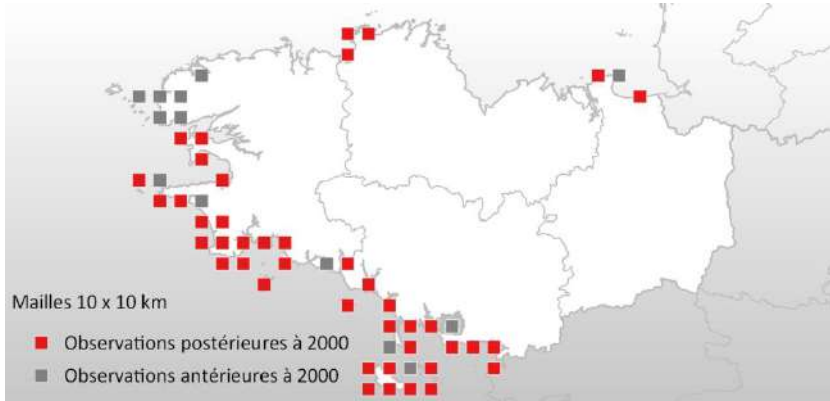 Mailles 10 x 10 km
Observations postérieures à 2000
Observations antérieures à 2000